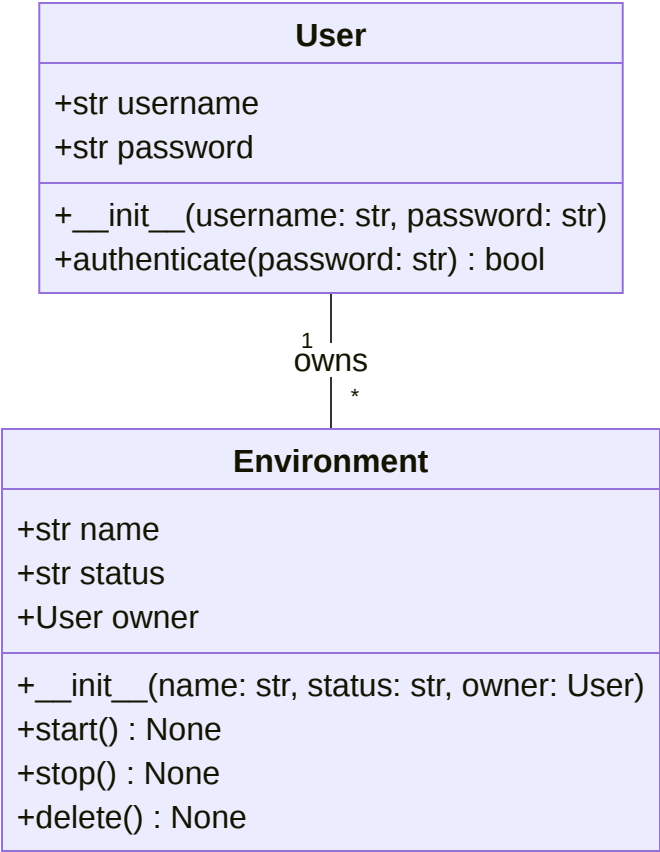 User
+str username
+str password
+__init__(username: str, password: str)
+authenticate(password: str) : bool
1
owns
*
Environment
+str name
+str status
+User owner
+__init__(name: str, status: str, owner: User)
+start() : None
+stop() : None
+delete() : None